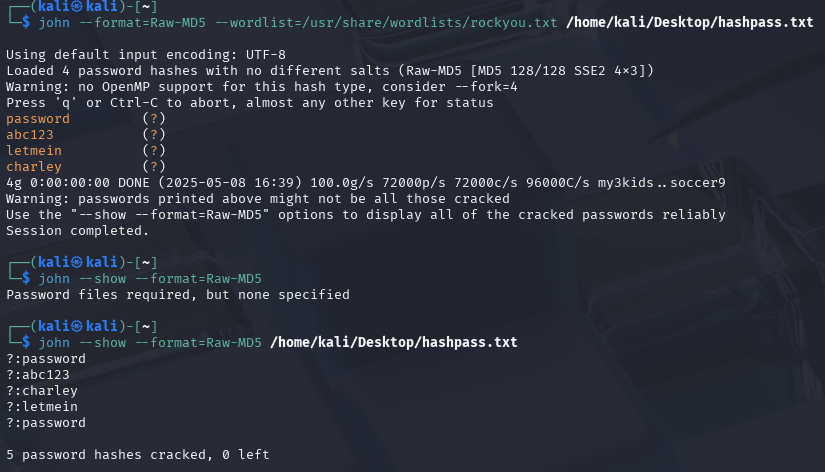 ┌──(kali㉿kali)-[~]
└─$ john --format=Raw-MD5 --wordlist=/usr/share/wordlists/rockyou.txt /home/kali/Desktop/hashpass.txt
Using default input encoding: UTF-8
Loaded 4 password hashes with no different salts (Raw-MD5 [MD5 128/128 SSE2 4×3])
Warning: no OpenMP support for this hash type, consider --fork=4
Press 'q' or Ctrl-C to abort, almost any other key for status
password         (?)
abc123           (?)
letmein          (?)
charley          (?)
4g 0:00:00:00 DONE (2025-05-08 16:39) 100.0g/s 72000p/s 72000c/s 96000C/s my3kids..soccer9
Warning: passwords printed above might not be all those cracked
Use the "--show --format=Raw-MD5" options to display all of the cracked passwords reliably
Session completed.
┌──(kali㉿kali)-[~]
└─$ john --show --format=Raw-MD5
Password files required, but none specified
┌──(kali㉿kali)-[~]
└─$ john --show --format=Raw-MD5 /home/kali/Desktop/hashpass.txt
?:password
?:abc123
?:charley
?:letmein
?:password
5 password hashes cracked, 0 left